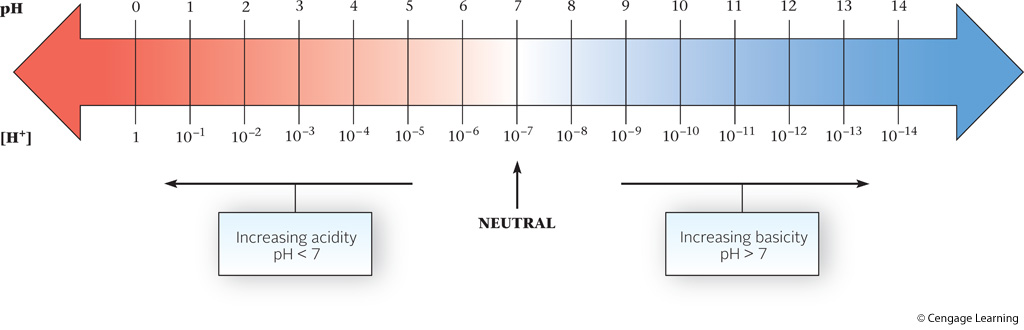 pH 0 1 2 3 4 5 6 7 8 9 10 11 12 13 14
[H⁺] 1 10⁻¹ 10⁻² 10⁻³ 10⁻⁴ 10⁻⁵ 10⁻⁶ 10⁻⁷ 10⁻⁸ 10⁻⁹ 10⁻¹⁰ 10⁻¹¹ 10⁻¹² 10⁻¹³ 10⁻¹⁴
NEUTRAL
Increasing acidity
pH < 7
Increasing basicity
pH > 7
© Cengage Learning